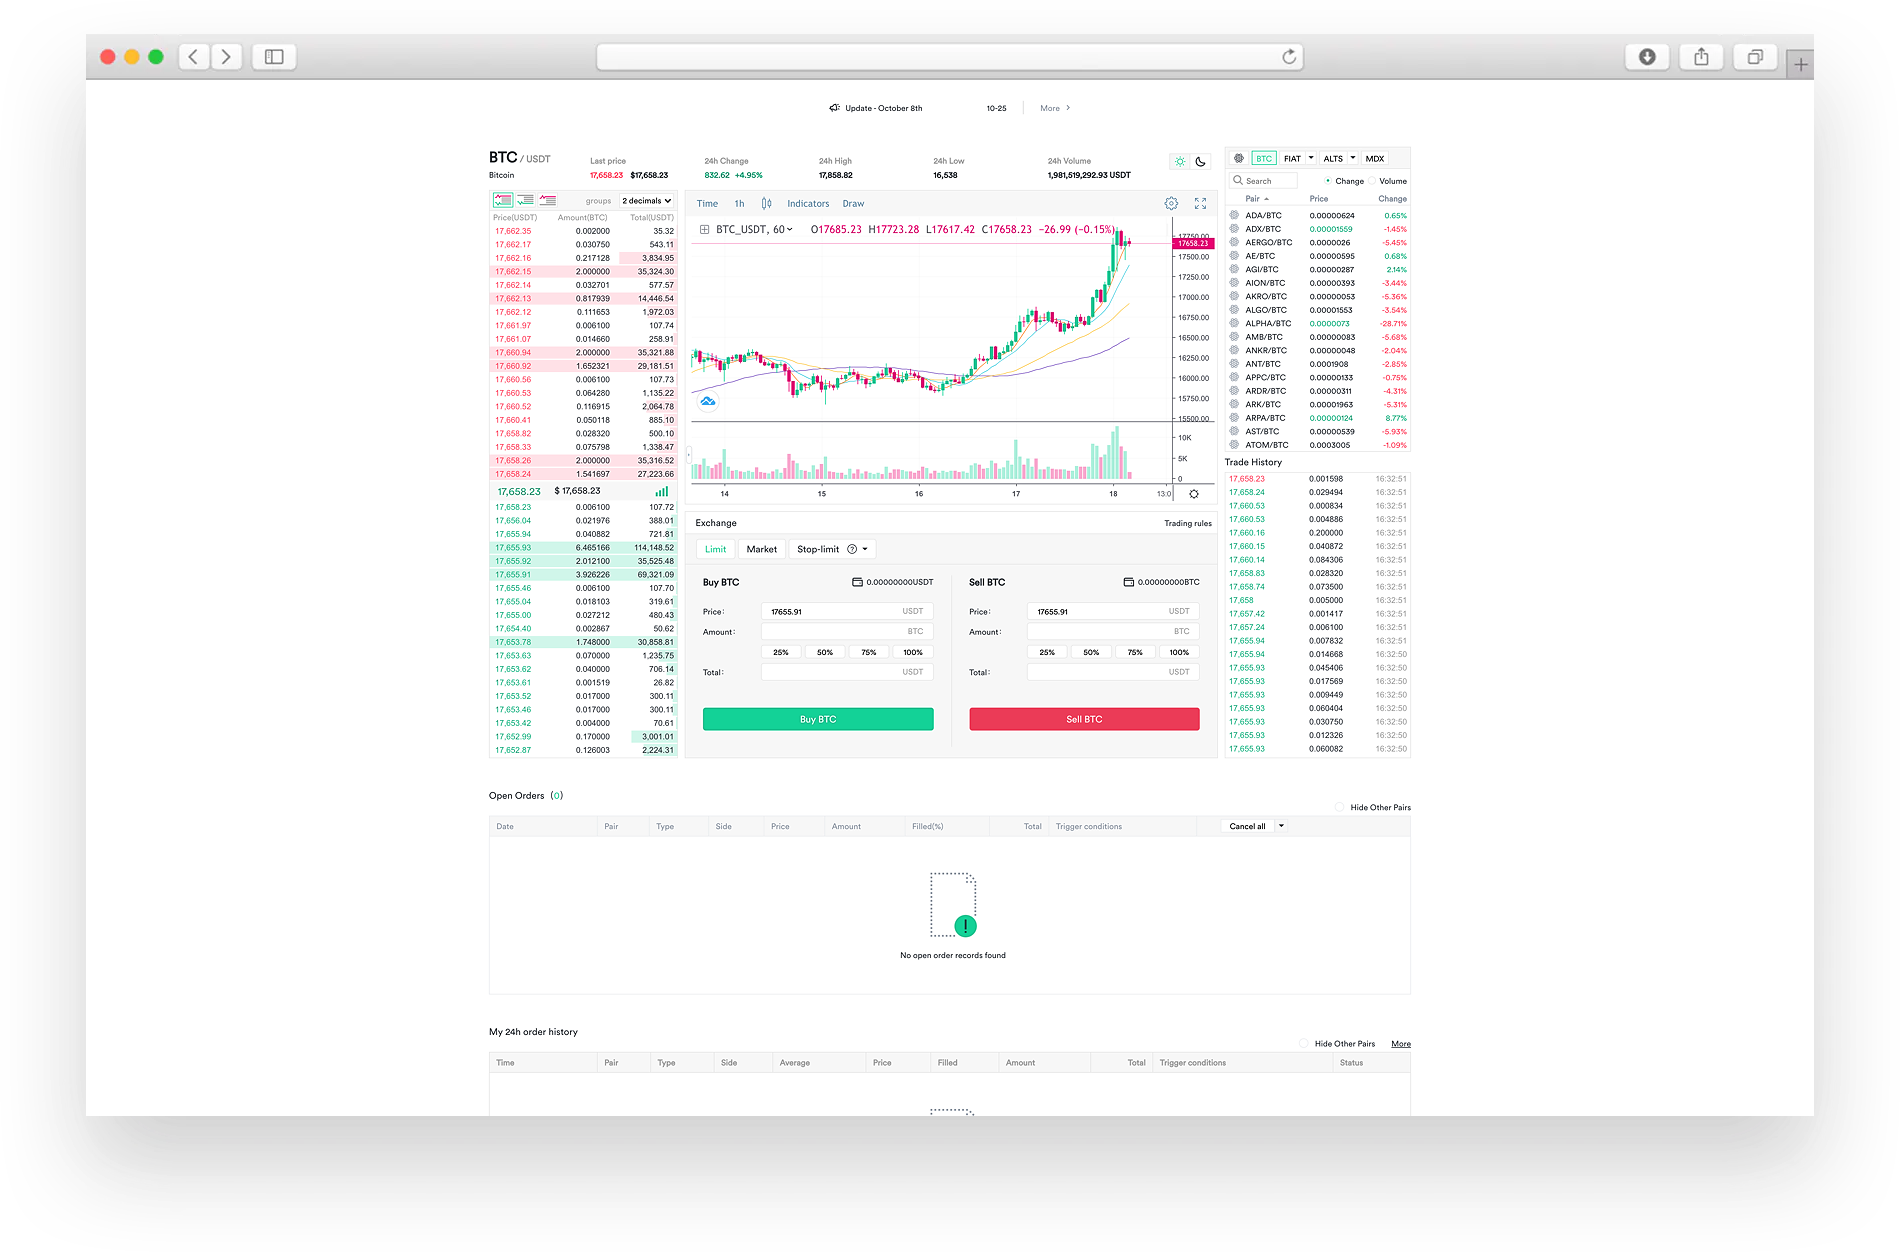 Update - October 8th 10-25 More >
BTC / USDT
Bitcoin
Last price
17,658.23 $17,658.23
24h Change
832.62 +4.95%
24h High
17,858.82
24h Low
16,538
24h Volume
1,981,519,292.93 USDT
groups 2 decimals
Price(USDT) Amount(BTC) Total(USDT)
17,662.35 0.002000 35.32
17,662.17 0.030750 543.11
17,662.16 0.217128 3,834.95
17,662.15 2.000000 35,324.30
17,662.14 0.032701 577.57
17,662.13 0.817939 14,446.54
17,662.12 0.111653 1,972.03
17,661.97 0.006100 107.74
17,661.07 0.014660 258.91
17,660.94 2.000000 35,321.88
17,660.92 1.652321 29,181.51
17,660.56 0.006100 107.73
17,660.53 0.064280 1,135.22
17,660.52 0.116915 2,064.78
17,660.41 0.050118 885.10
17,658.82 0.028320 500.10
17,658.33 0.075798 1,338.47
17,658.26 2.000000 35,316.52
17,658.24 1.541697 27,223.66
17,658.23 $ 17,658.23
17,658.23 0.006100 107.72
17,656.04 0.021976 388.01
17,655.94 0.040882 721.81
17,655.93 6.465166 114,148.52
17,655.92 2.012100 35,525.48
17,655.91 3.926226 69,321.09
17,655.46 0.006100 107.70
17,655.04 0.018103 319.61
17,655.00 0.027212 480.43
17,654.40 0.002867 50.62
17,653.78 1.748000 30,858.81
17,653.63 0.070000 1,235.75
17,653.62 0.040000 706.14
17,653.61 0.001519 26.82
17,653.52 0.017000 300.11
17,653.46 0.017000 300.11
17,653.42 0.004000 70.61
17,652.99 0.170000 3,001.01
17,652.87 0.126003 2,224.31
Time 1h Indicators Draw
BTC_USDT, 60 O17685.23 H17723.28 L17617.42 C17658.23 −26.99 (−0.15%)
17750.00
17658.23
17500.00
17250.00
17000.00
16750.00
16500.00
16250.00
16000.00
15750.00
15500.00
10K
5K
0
14 15 16 17 18 13:0
Exchange Trading rules
Limit Market Stop-limit
Buy BTC 0.00000000USDT
Price: 17655.91 USDT
Amount: BTC
25% 50% 75% 100%
Total: USDT
Buy BTC
Sell BTC 0.00000000BTC
Price: 17655.91 USDT
Amount: BTC
25% 50% 75% 100%
Total: USDT
Sell BTC
BTC FIAT ALTS MDX
Search Change Volume
Pair Price Change
ADA/BTC 0.00000624 0.65%
ADX/BTC 0.00001559 -1.45%
AERGO/BTC 0.0000026 -5.45%
AE/BTC 0.00000595 0.68%
AGI/BTC 0.00000287 2.14%
AION/BTC 0.00000393 -3.44%
AKRO/BTC 0.00000053 -5.36%
ALGO/BTC 0.00001553 -3.54%
ALPHA/BTC 0.0000073 -28.71%
AMB/BTC 0.00000083 -5.68%
ANKR/BTC 0.00000048 -2.04%
ANT/BTC 0.0001908 -2.85%
APPC/BTC 0.00000133 -0.75%
ARDR/BTC 0.00000311 -4.31%
ARK/BTC 0.00001963 -5.31%
ARPA/BTC 0.00000124 8.77%
AST/BTC 0.00000539 -5.93%
ATOM/BTC 0.0003005 -1.09%
Trade History
17,658.23 0.001598 16:32:51
17,658.24 0.029494 16:32:51
17,660.53 0.000834 16:32:51
17,660.53 0.004886 16:32:51
17,660.16 0.200000 16:32:51
17,660.15 0.040872 16:32:51
17,660.14 0.084306 16:32:51
17,658.83 0.028320 16:32:51
17,658.74 0.073500 16:32:51
17,658 0.005000 16:32:51
17,657.42 0.001417 16:32:51
17,657.24 0.006100 16:32:51
17,655.94 0.007832 16:32:51
17,655.94 0.014668 16:32:50
17,655.93 0.045406 16:32:50
17,655.93 0.017569 16:32:50
17,655.93 0.009449 16:32:50
17,655.93 0.060404 16:32:50
17,655.93 0.030750 16:32:50
17,655.93 0.012326 16:32:50
17,655.93 0.060082 16:32:50
Open Orders (0)
Hide Other Pairs
Date Pair Type Side Price Amount Filled(%) Total Trigger conditions Cancel all
No open order records found
My 24h order history
Hide Other Pairs More
Time Pair Type Side Average Price Filled Amount Total Trigger conditions Status